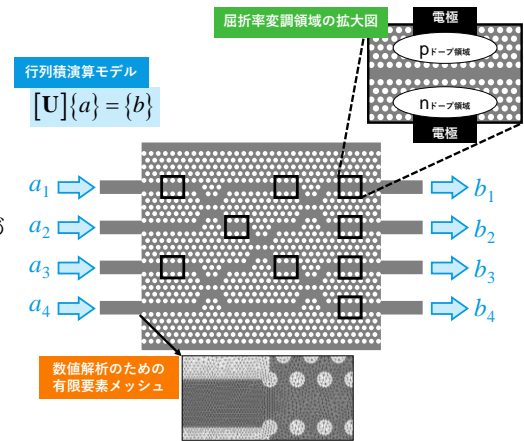 屈折率変調領域の拡大図
電極
pドープ領域
nドープ領域
電極
行列積演算モデル
[U]{a} = {b}
a1
a2
a3
a4
b1
b2
b3
b4
数値解析のための
有限要素メッシュ